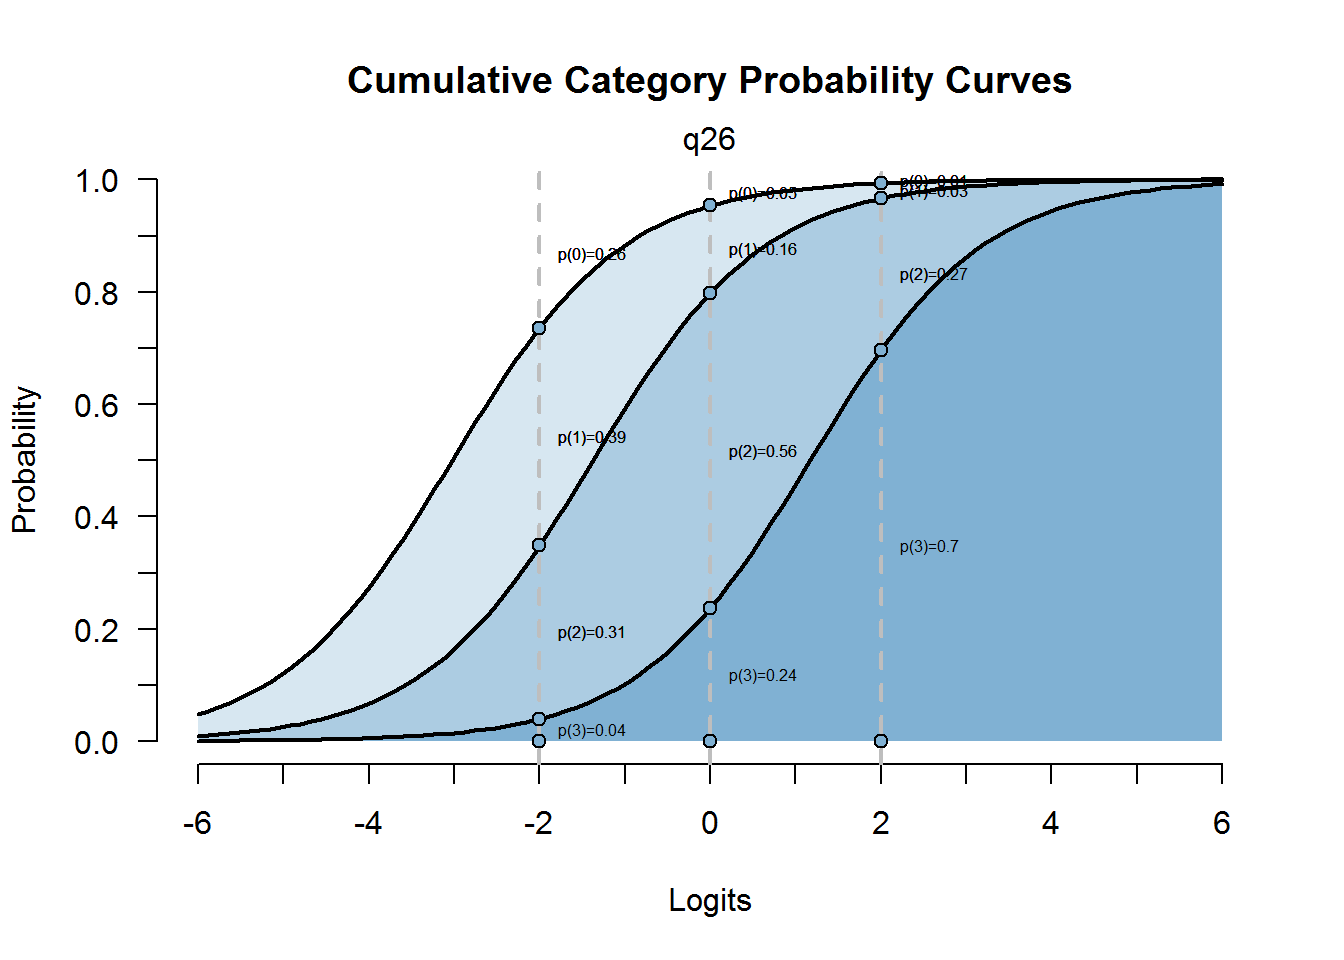 Cumulative Category Probability Curves
q26
Probability
1.0
0.8
0.6
0.4
0.2
0.0
p(0)=0.26
p(1)=0.39
p(2)=0.31
p(3)=0.04
p(0)=0.05
p(1)=0.16
p(2)=0.56
p(3)=0.24
p(0)=0.01
p(1)=0.03
p(2)=0.27
p(3)=0.7
-6 -4 -2 0 2 4 6
Logits